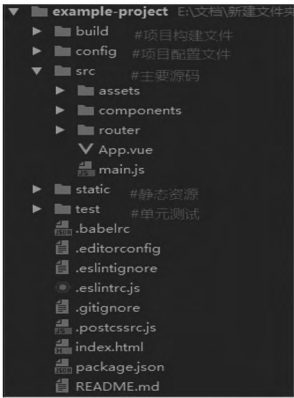 example-project E:\文档\新建文件夹
build #项目构建文件
config #项目配置文件
src #主要源码
assets
components
router
App.vue
main.js
static #静态资源
test #单元测试
.babelrc
.editorconfig
.eslintignore
.eslintrc.js
.gitignore
.postcssrc.js
index.html
package.json
README.md